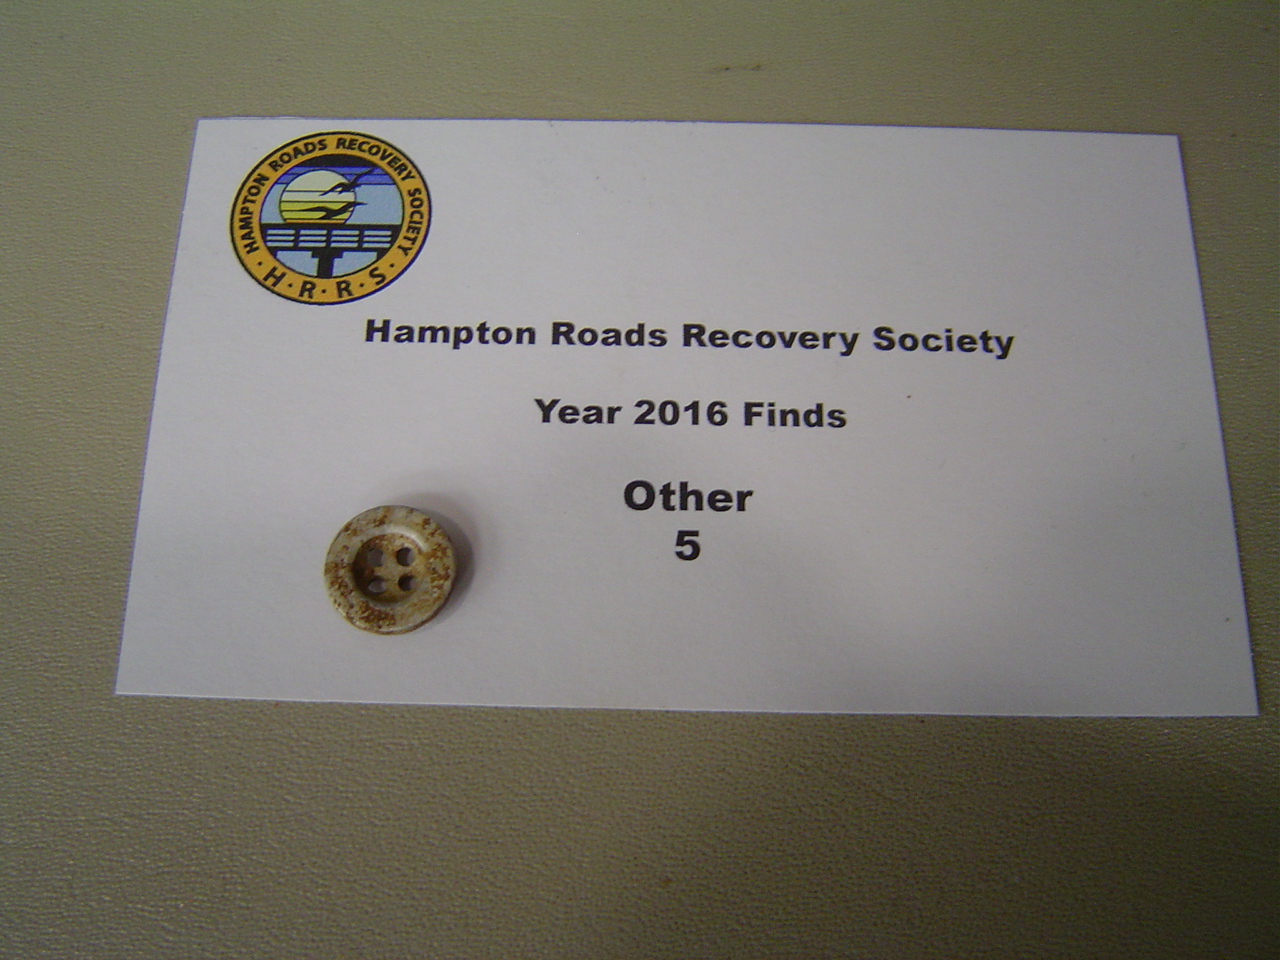 HAMPTON ROADS RECOVERY SOCIETY
· H · R · R · S ·
Hampton Roads Recovery Society
Year 2016 Finds
Other
5